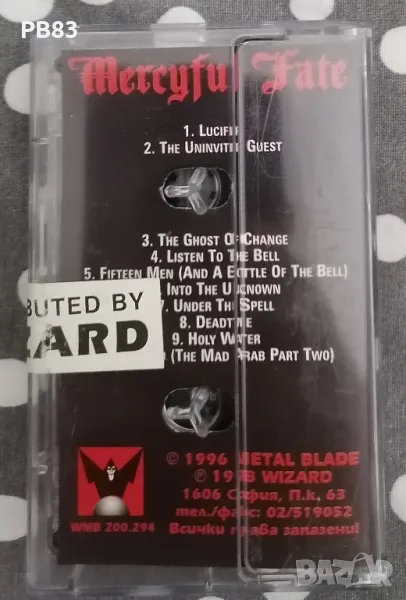 PB83
Mercyful Fate
1. LUCIFER
2. THE UNINVITED GUEST
3. THE GHOST OF CHANGE
4. LISTEN TO THE BELL
5. FIFTEEN MEN (AND A BOTTLE OF THE BELL)
INTO THE UNKNOWN
7. UNDER THE SPELL
8. DEADTIME
9. HOLY WATER
(THE MAD ARAB PART TWO)
BUTED BY
ZARD
© 1996 METAL BLADE
© 1998 WIZARD
1606 София, П.к. 63
тел./факс: 02/519052
Всички права запазени!
WMB 200.294
BAZAR